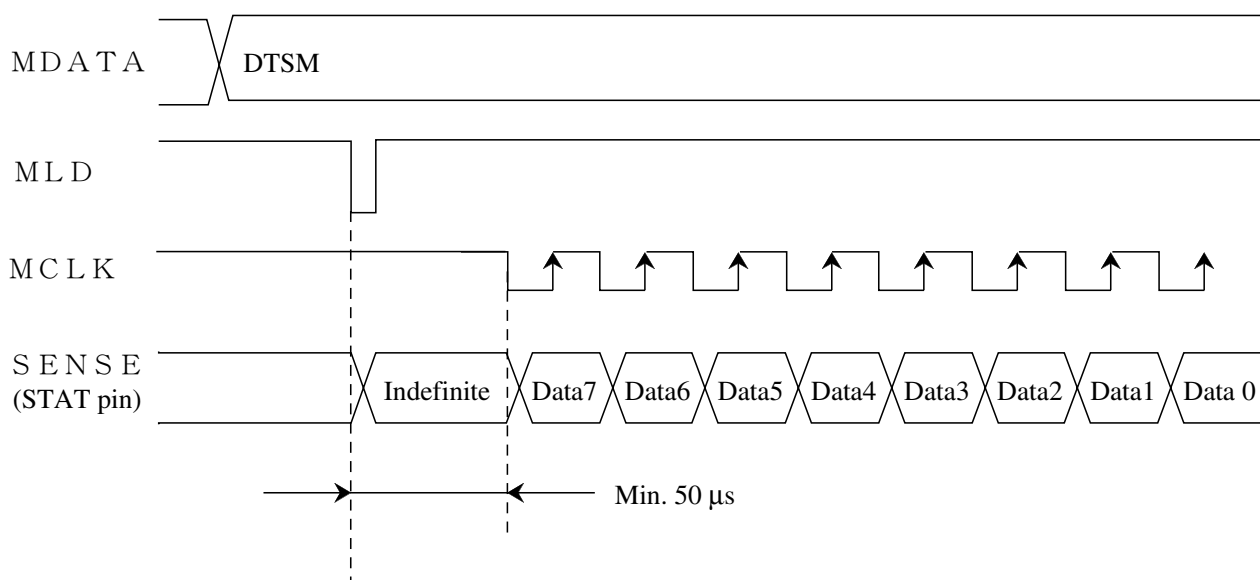 MDATA
DTSM
MLD
MCLK
SENSE
(STAT pin)
Indefinite
Data7
Data6
Data5
Data4
Data3
Data2
Data1
Data 0
Min. 50 μs